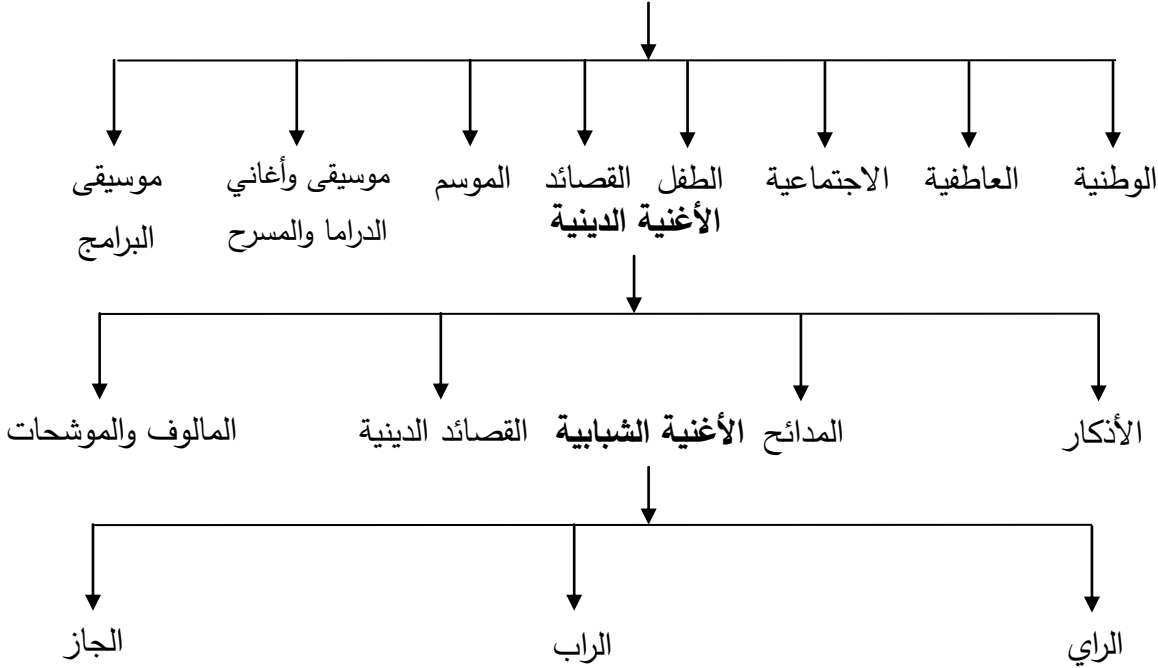 الوطنية العاطفية الاجتماعية الطفل القصائد الموسم موسيقى وأغاني موسيقى
الدراما والمسرح البرامج
الأغنية الدينية
الأذكار المدائح القصائد الدينية المالوف والموشحات
الأغنية الشبابية
الراي الراب الجاز